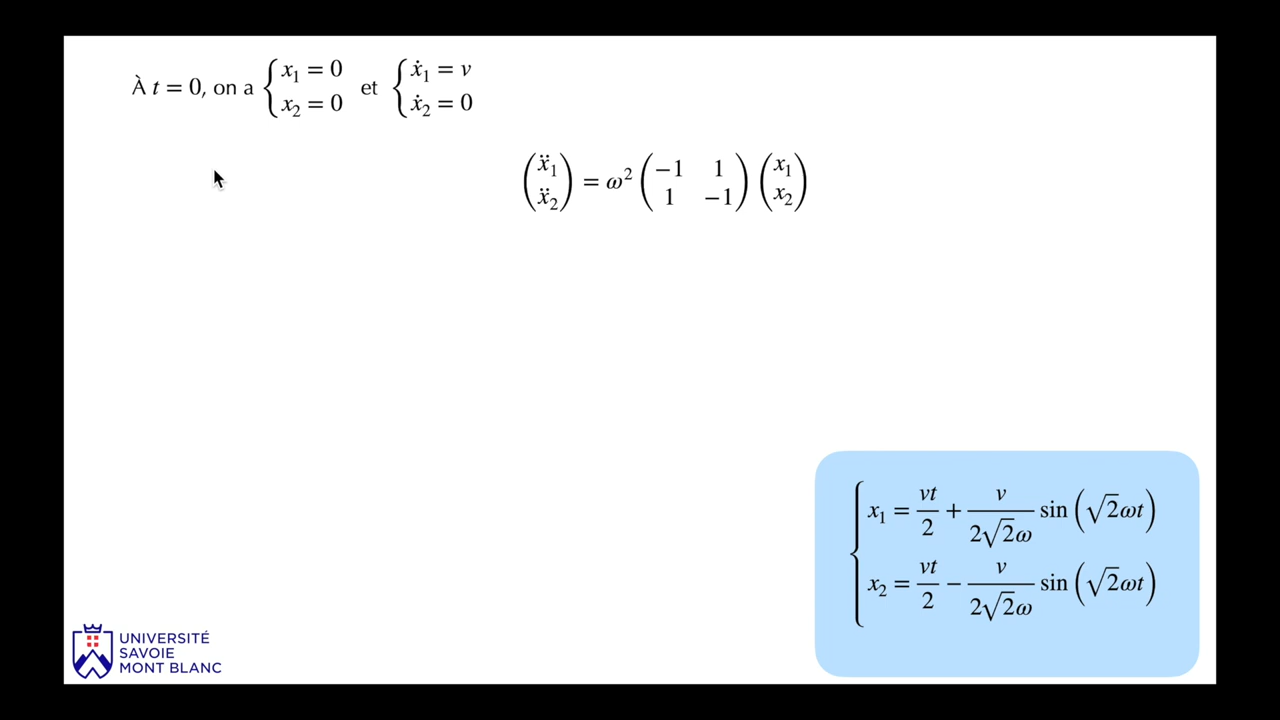 À t = 0, on a { x₁ = 0 et { ẋ₁ = v
x₂ = 0 ẋ₂ = 0
(ẍ₁) = ω² (−1 1) (x₁)
(ẍ₂) (1 −1) (x₂)
x₁ = vt/2 + v/(2√2ω) sin (√2ωt)
x₂ = vt/2 − v/(2√2ω) sin (√2ωt)
UNIVERSITÉ
SAVOIE
MONT BLANC